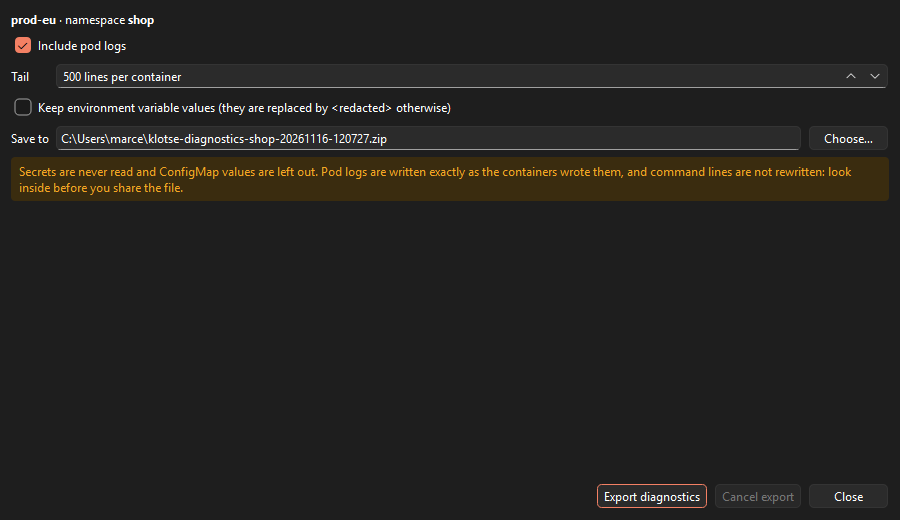 prod-eu · namespace shop
Include pod logs
Tail 500 lines per container
Keep environment variable values (they are replaced by <redacted> otherwise)
Save to C:\Users\marce\klotse-diagnostics-shop-20261116-120727.zip Choose...
Secrets are never read and ConfigMap values are left out. Pod logs are written exactly as the containers wrote them, and command lines are not rewritten: look
inside before you share the file.
Export diagnostics Cancel export Close